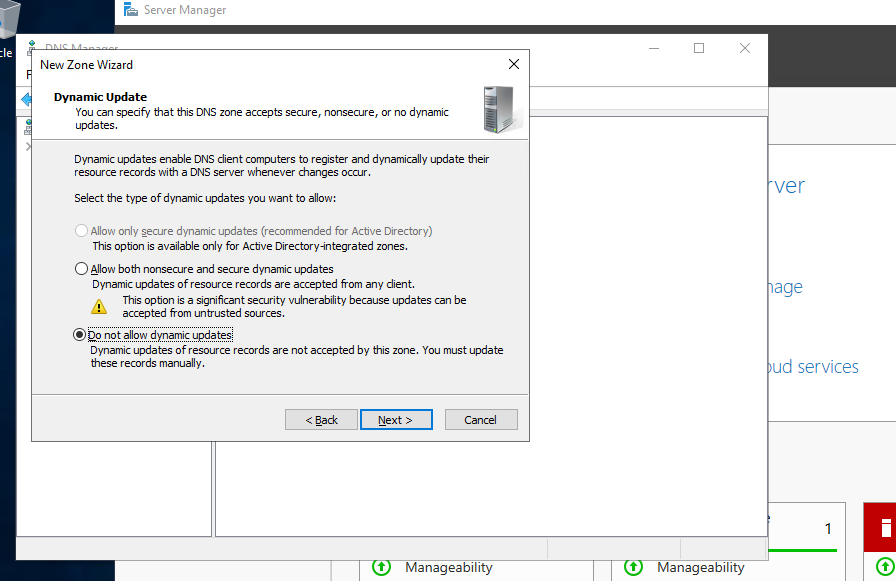 Server Manager
cle
DNS Manager
F
New Zone Wizard
Dynamic Update
You can specify that this DNS zone accepts secure, nonsecure, or no dynamic
updates.
Dynamic updates enable DNS client computers to register and dynamically update their
resource records with a DNS server whenever changes occur.
Select the type of dynamic updates you want to allow:
Allow only secure dynamic updates (recommended for Active Directory)
This option is available only for Active Directory-integrated zones.
Allow both nonsecure and secure dynamic updates
Dynamic updates of resource records are accepted from any client.
This option is a significant security vulnerability because updates can be
accepted from untrusted sources.
Do not allow dynamic updates
Dynamic updates of resource records are not accepted by this zone. You must update
these records manually.
< Back
Next >
Cancel
rver
nage
oud services
1
Manageability
Manageability